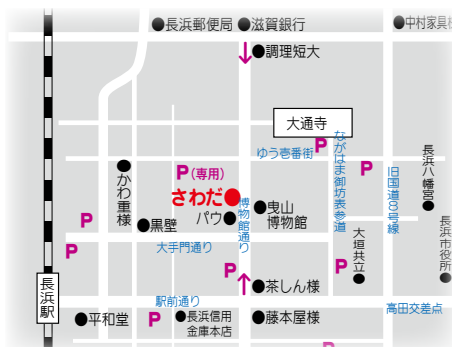 長浜郵便局
滋賀銀行
中村家具
調理短大
大通寺
P
ゆう壱番街
P(専用)
P
さわだ
かわ重様
博物館通り
ながはま御坊表参道
旧国道8号線
長浜八幡宮
P
パウ
曳山
博物館
黒壁
大手門通り
P
P
P
大垣共立
長浜市役所
長浜駅
茶しん様
駅前通り
高田交差点
平和堂
P
長浜信用
金庫本店
藤本屋様
P